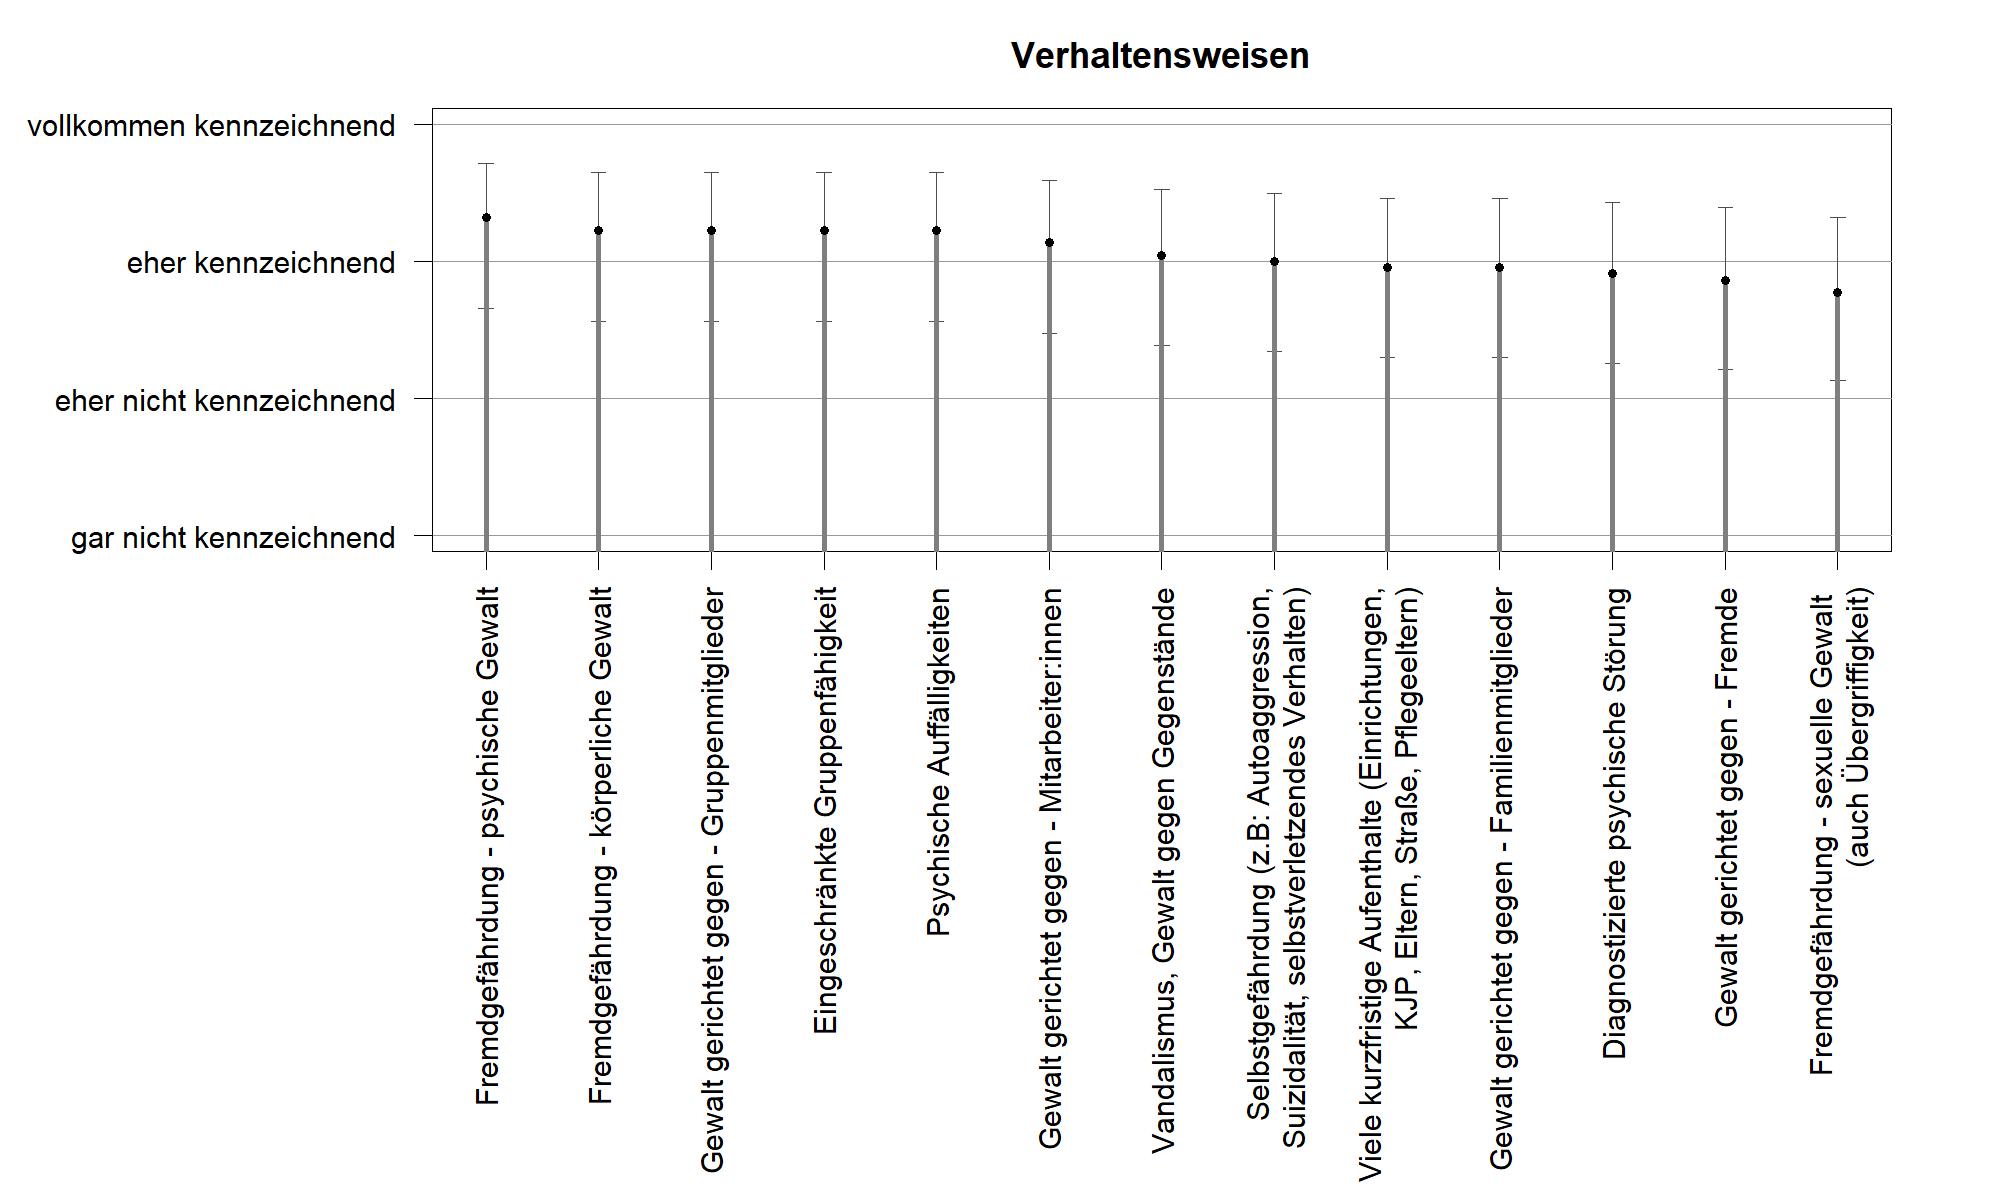 Verhaltensweisen
vollkommen kennzeichnend
eher kennzeichnend
eher nicht kennzeichnend
gar nicht kennzeichnend
Fremdgefährdung - psychische Gewalt
Fremdgefährdung - körperliche Gewalt
Gewalt gerichtet gegen - Gruppenmitglieder
Eingeschränkte Gruppenfähigkeit
Psychische Auffälligkeiten
Gewalt gerichtet gegen - Mitarbeiter:innen
Vandalismus, Gewalt gegen Gegenstände
Selbstgefährdung (z.B: Autoaggression,
Suizidalität, selbstverletzendes Verhalten)
Viele kurzfristige Aufenthalte (Einrichtungen,
KJP, Eltern, Straße, Pflegeeltern)
Gewalt gerichtet gegen - Familienmitglieder
Diagnostizierte psychische Störung
Gewalt gerichtet gegen - Fremde
Fremdgefährdung - sexuelle Gewalt
(auch Übergriffigkeit)